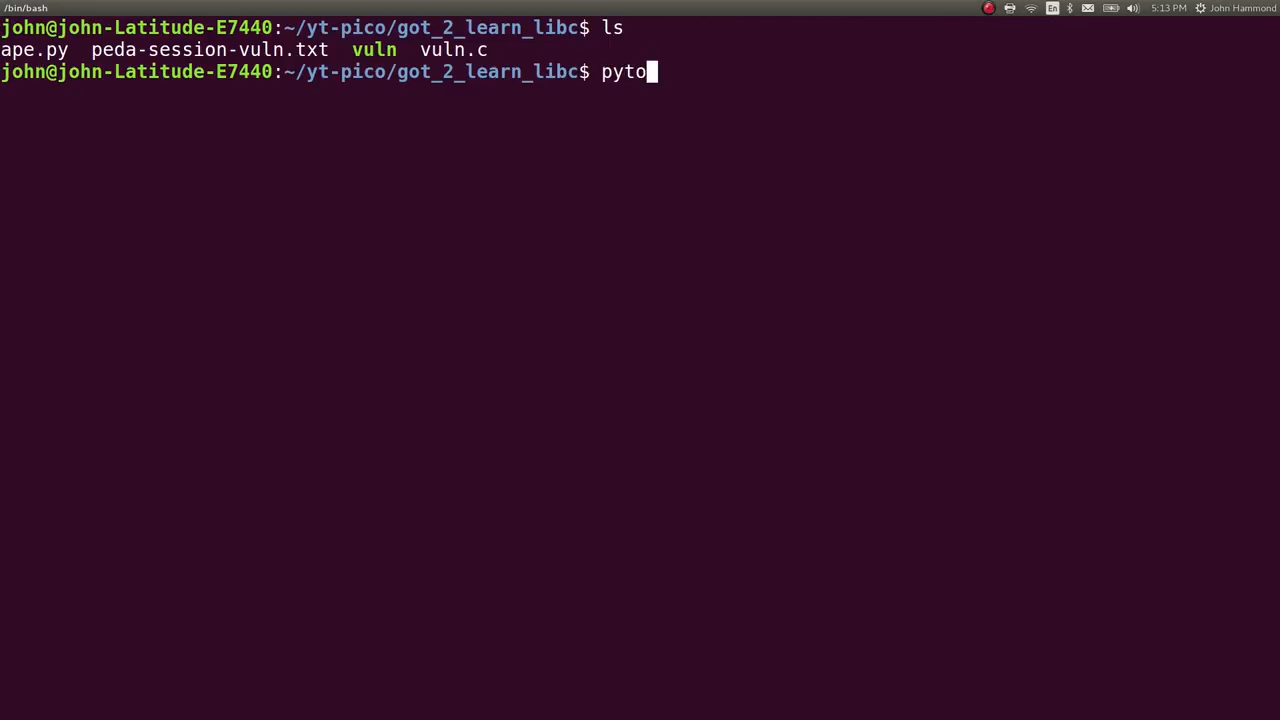 /bin/bash En 5:13 PM John Hammond
john@john-Latitude-E7440:~/yt-pico/got_2_learn_libc$ ls
ape.py peda-session-vuln.txt vuln vuln.c
john@john-Latitude-E7440:~/yt-pico/got_2_learn_libc$ pyto